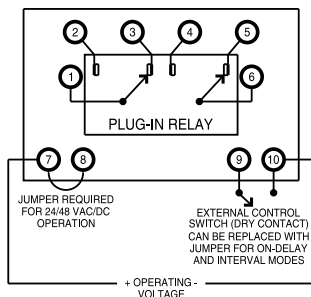 2 3 4 5
1 6
PLUG-IN RELAY
7 8 9 10
JUMPER REQUIRED
FOR 24/48 VAC/DC
OPERATION
EXTERNAL CONTROL
SWITCH (DRY CONTACT)
CAN BE REPLACED WITH
JUMPER FOR ON-DELAY
AND INTERVAL MODES
+ OPERATING -
VOLTAGE